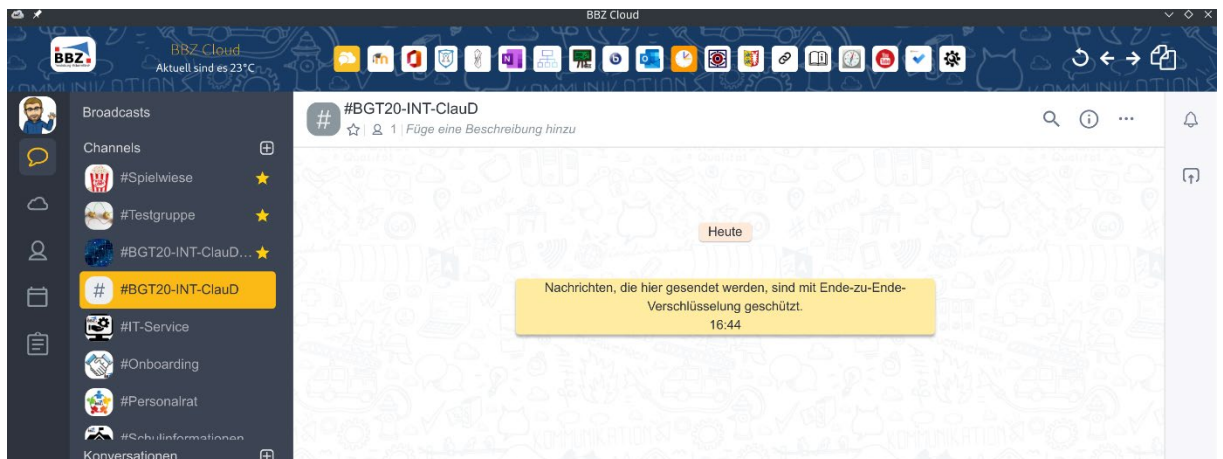 BBZ Cloud
BBZ
BBZ Cloud
Aktuell sind es 23°C
Broadcasts
Channels
#Spielwiese
#Testgruppe
#BGT20-INT-ClauD...
#BGT20-INT-ClauD
#IT-Service
#Onboarding
#Personalrat
#Schulinformationen
Konversationen
#BGT20-INT-ClauD
1 | Füge eine Beschreibung hinzu
Heute
Nachrichten, die hier gesendet werden, sind mit Ende-zu-Ende-
Verschlüsselung geschützt.
16:44